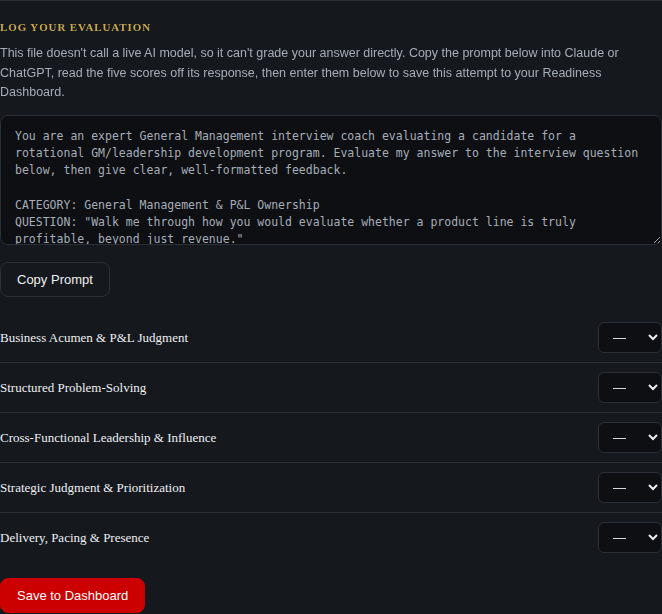 LOG YOUR EVALUATION
This file doesn't call a live AI model, so it can't grade your answer directly. Copy the prompt below into Claude or
ChatGPT, read the five scores off its response, then enter them below to save this attempt to your Readiness
Dashboard.
You are an expert General Management interview coach evaluating a candidate for a
rotational GM/leadership development program. Evaluate my answer to the interview question
below, then give clear, well-formatted feedback.
CATEGORY: General Management & P&L Ownership
QUESTION: "Walk me through how you would evaluate whether a product line is truly
profitable, beyond just revenue."
Copy Prompt
Business Acumen & P&L Judgment —
Structured Problem-Solving —
Cross-Functional Leadership & Influence —
Strategic Judgment & Prioritization —
Delivery, Pacing & Presence —
Save to Dashboard